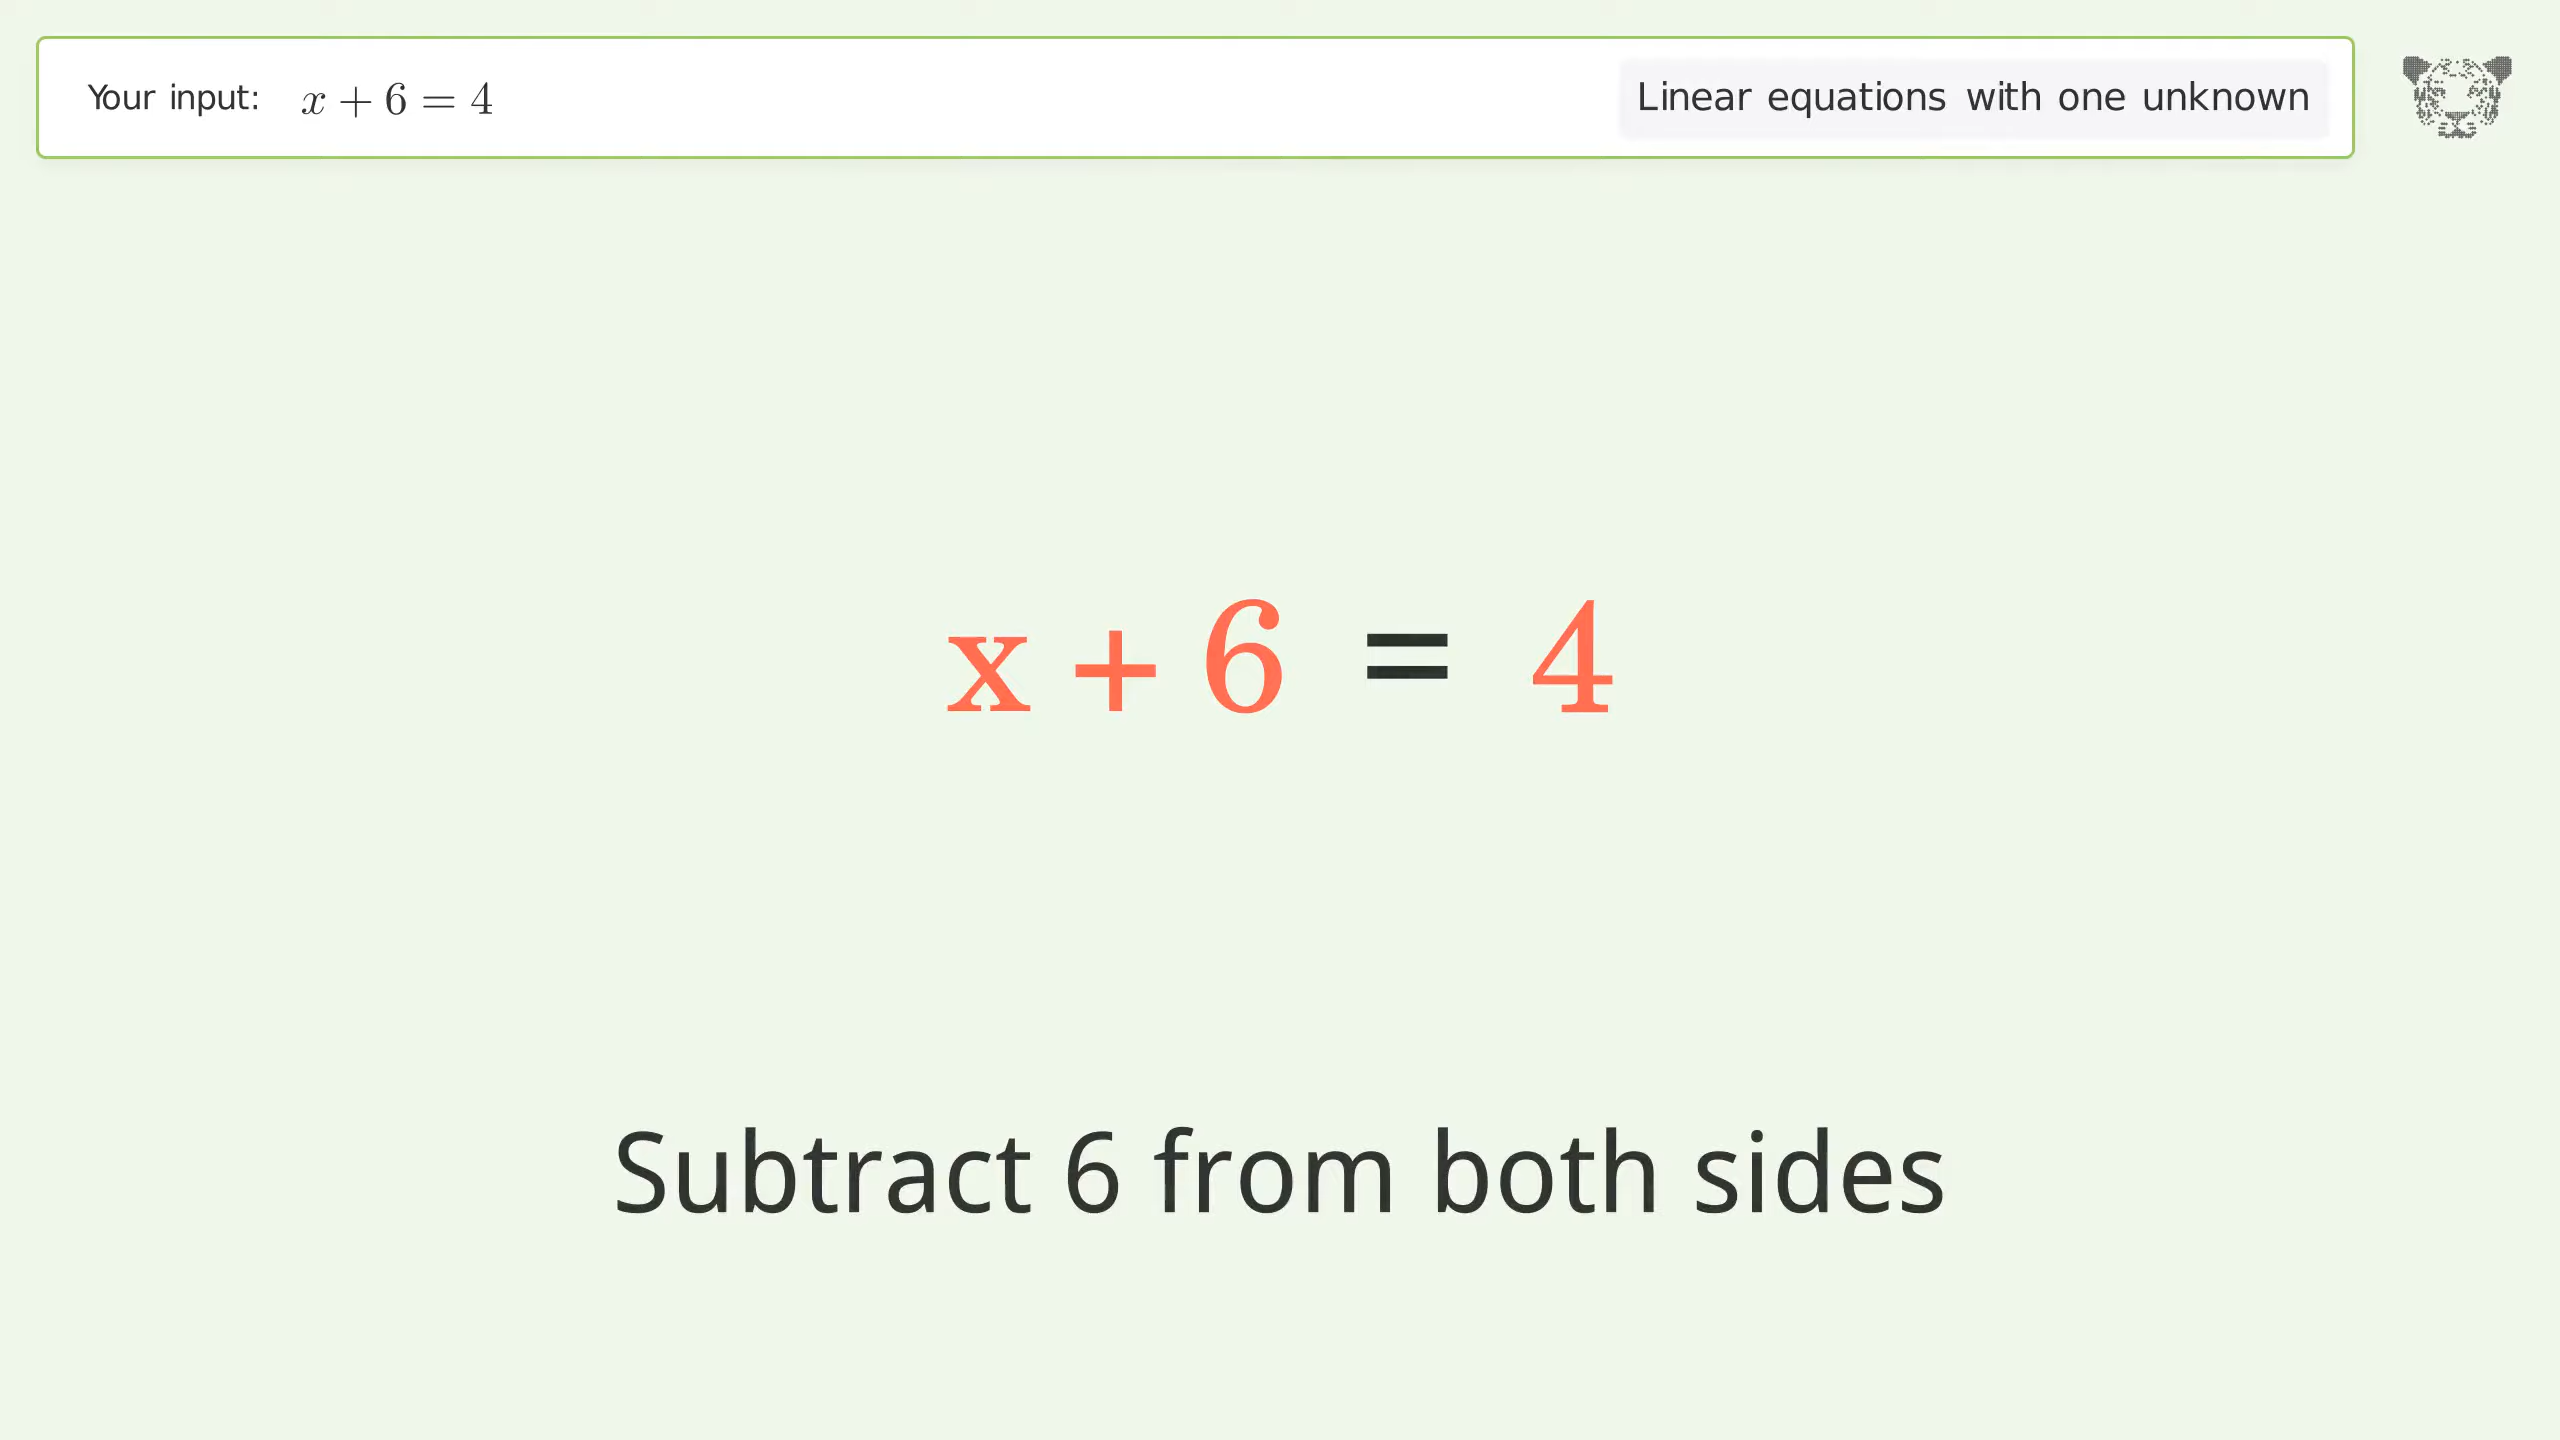 Your input: x + 6 = 4
Linear equations with one unknown
x + 6 = 4
Subtract 6 from both sides